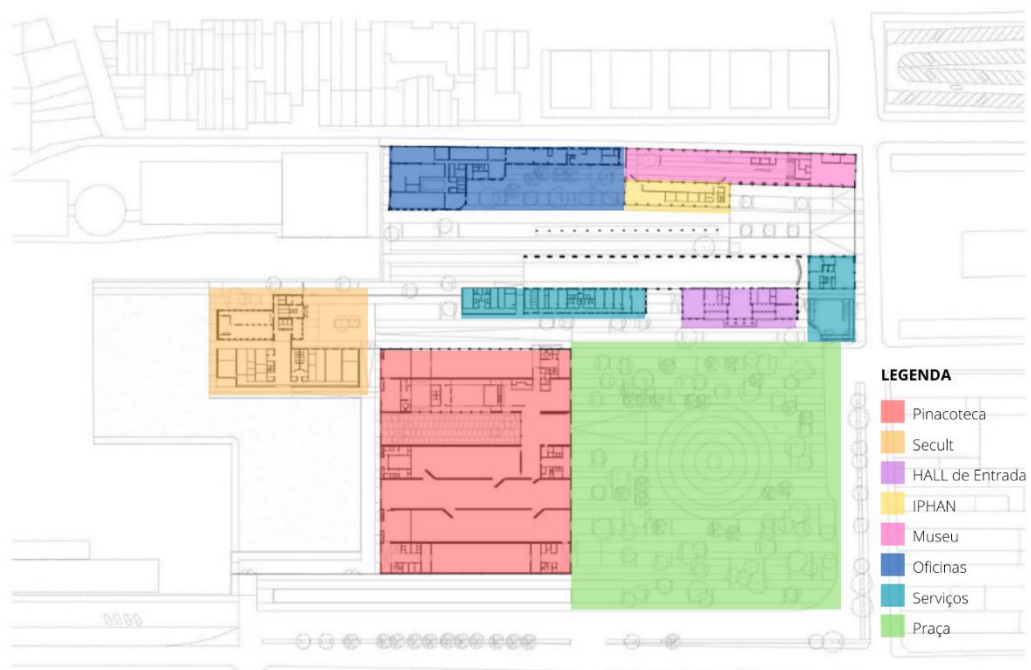 LEGENDA
Pinacoteca
Secult
HALL de Entrada
IPHAN
Museu
Oficinas
Serviços
Praça